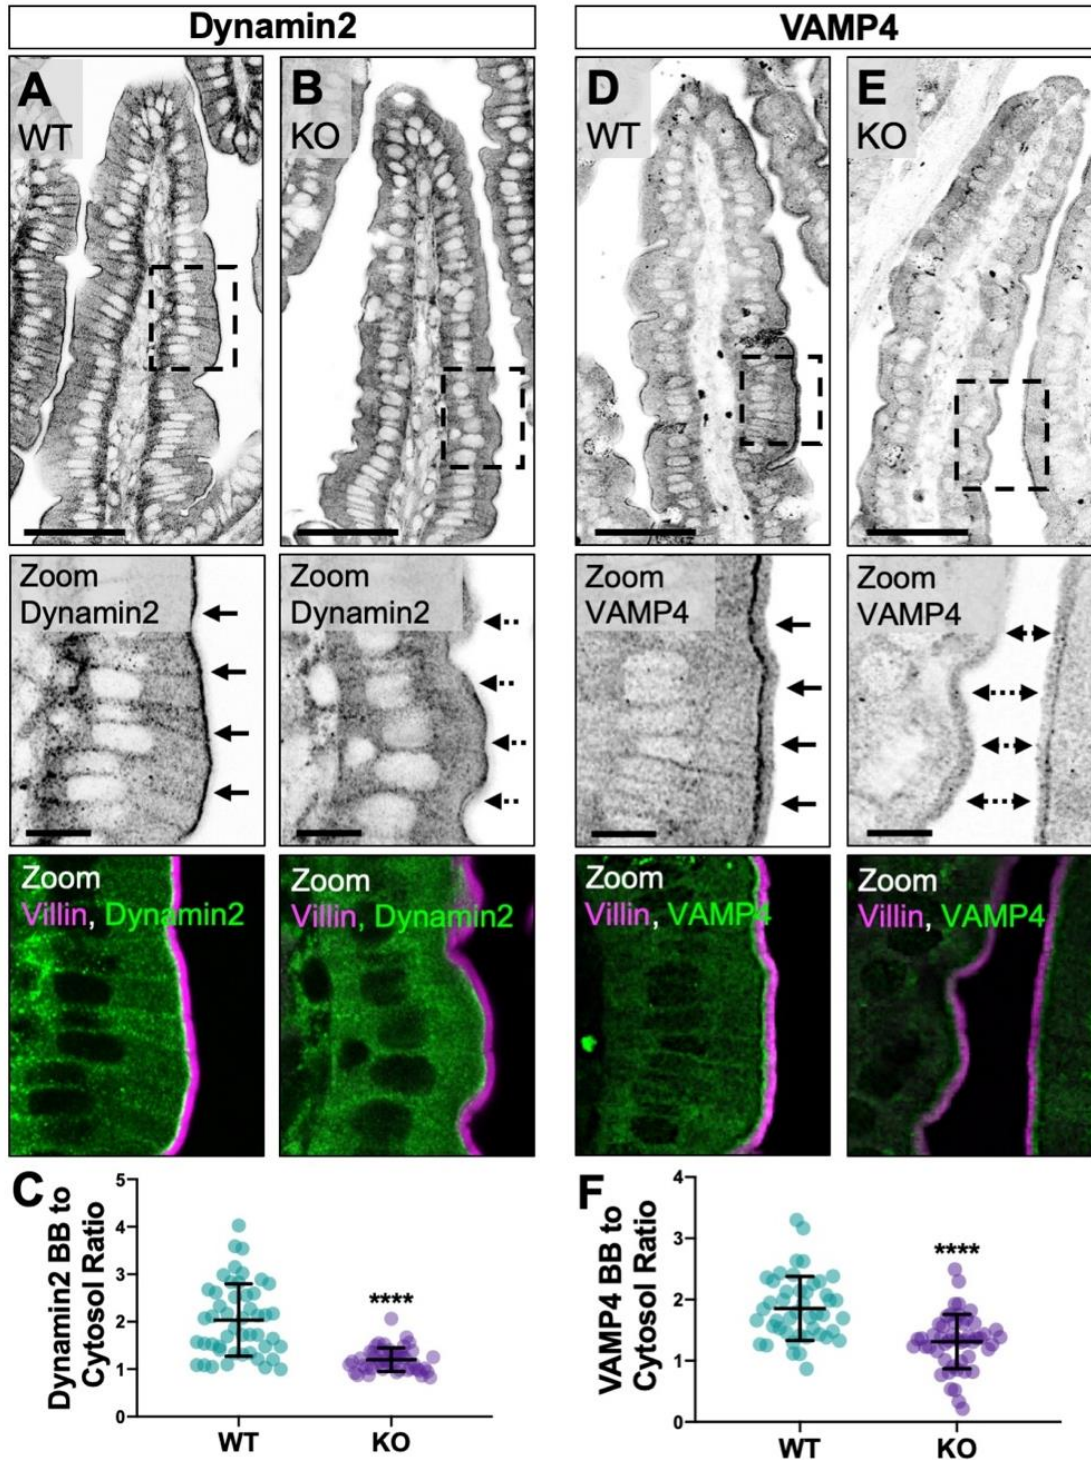 Dynamin2
VAMP4
A
WT
B
KO
D
WT
E
KO
Zoom
Dynamin2
Zoom
Dynamin2
Zoom
VAMP4
Zoom
VAMP4
Zoom
Villin, Dynamin2
Zoom
Villin, Dynamin2
Zoom
Villin, VAMP4
Zoom
Villin, VAMP4
C
Dynamin2 BB to
Cytosol Ratio
5
4
3
2
1
0
****
WT
KO
F
VAMP4 BB to
Cytosol Ratio
4
3
2
1
0
****
WT
KO